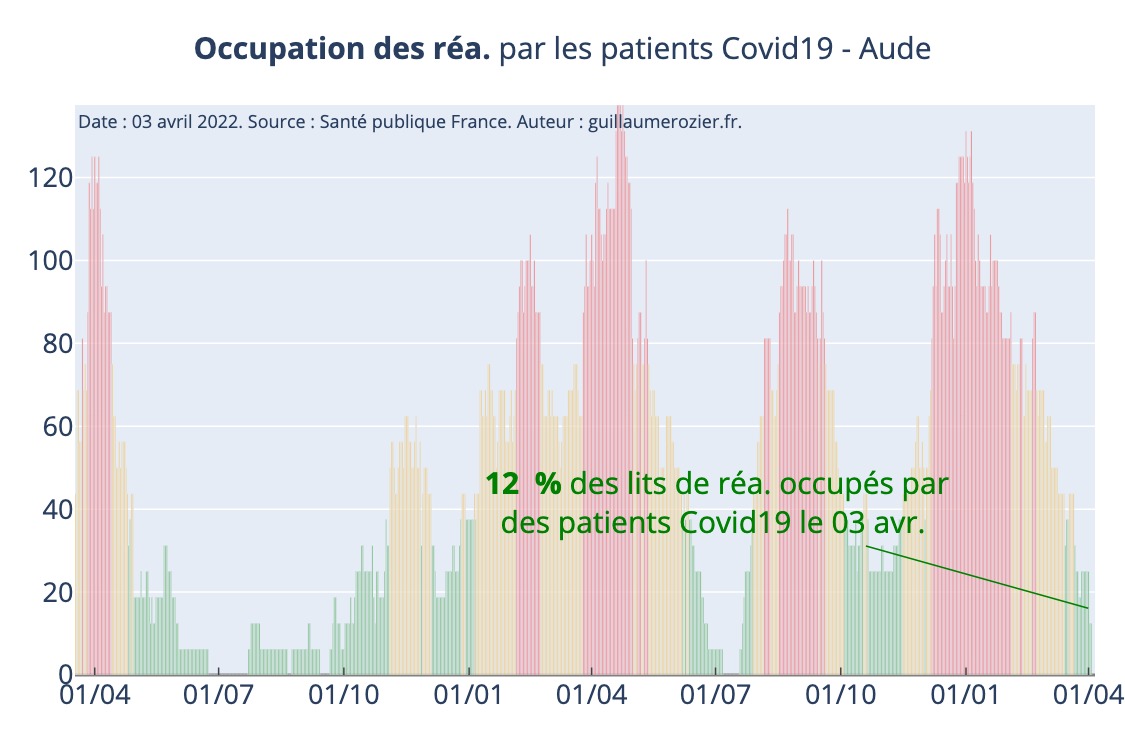 Occupation des réa. par les patients Covid19 - Aude
Date : 03 avril 2022. Source : Santé publique France. Auteur : guillaumerozier.fr.
120
100
80
60
40
20
0
12 % des lits de réa. occupés par
des patients Covid19 le 03 avr.
01/04 01/07 01/10 01/01 01/04 01/07 01/10 01/01 01/04